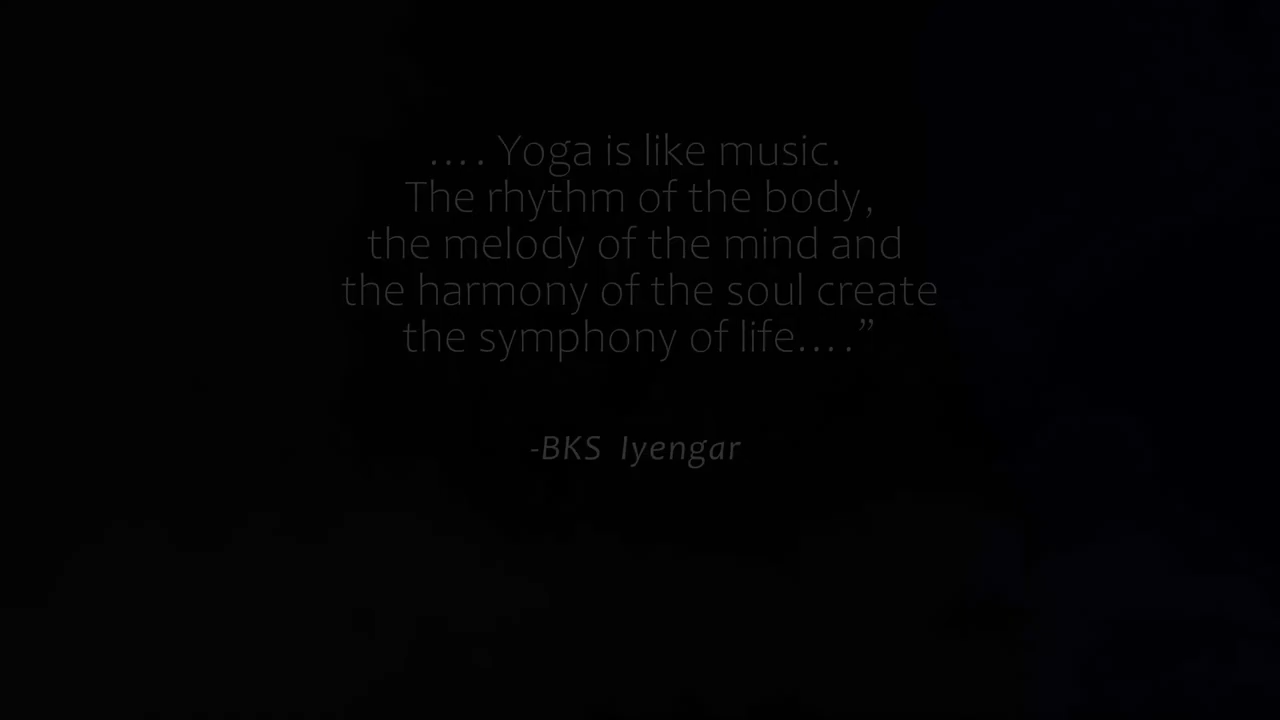 .... Yoga is like music.
The rhythm of the body,
the melody of the mind and
the harmony of the soul create
the symphony of life....”
-BKS Iyengar